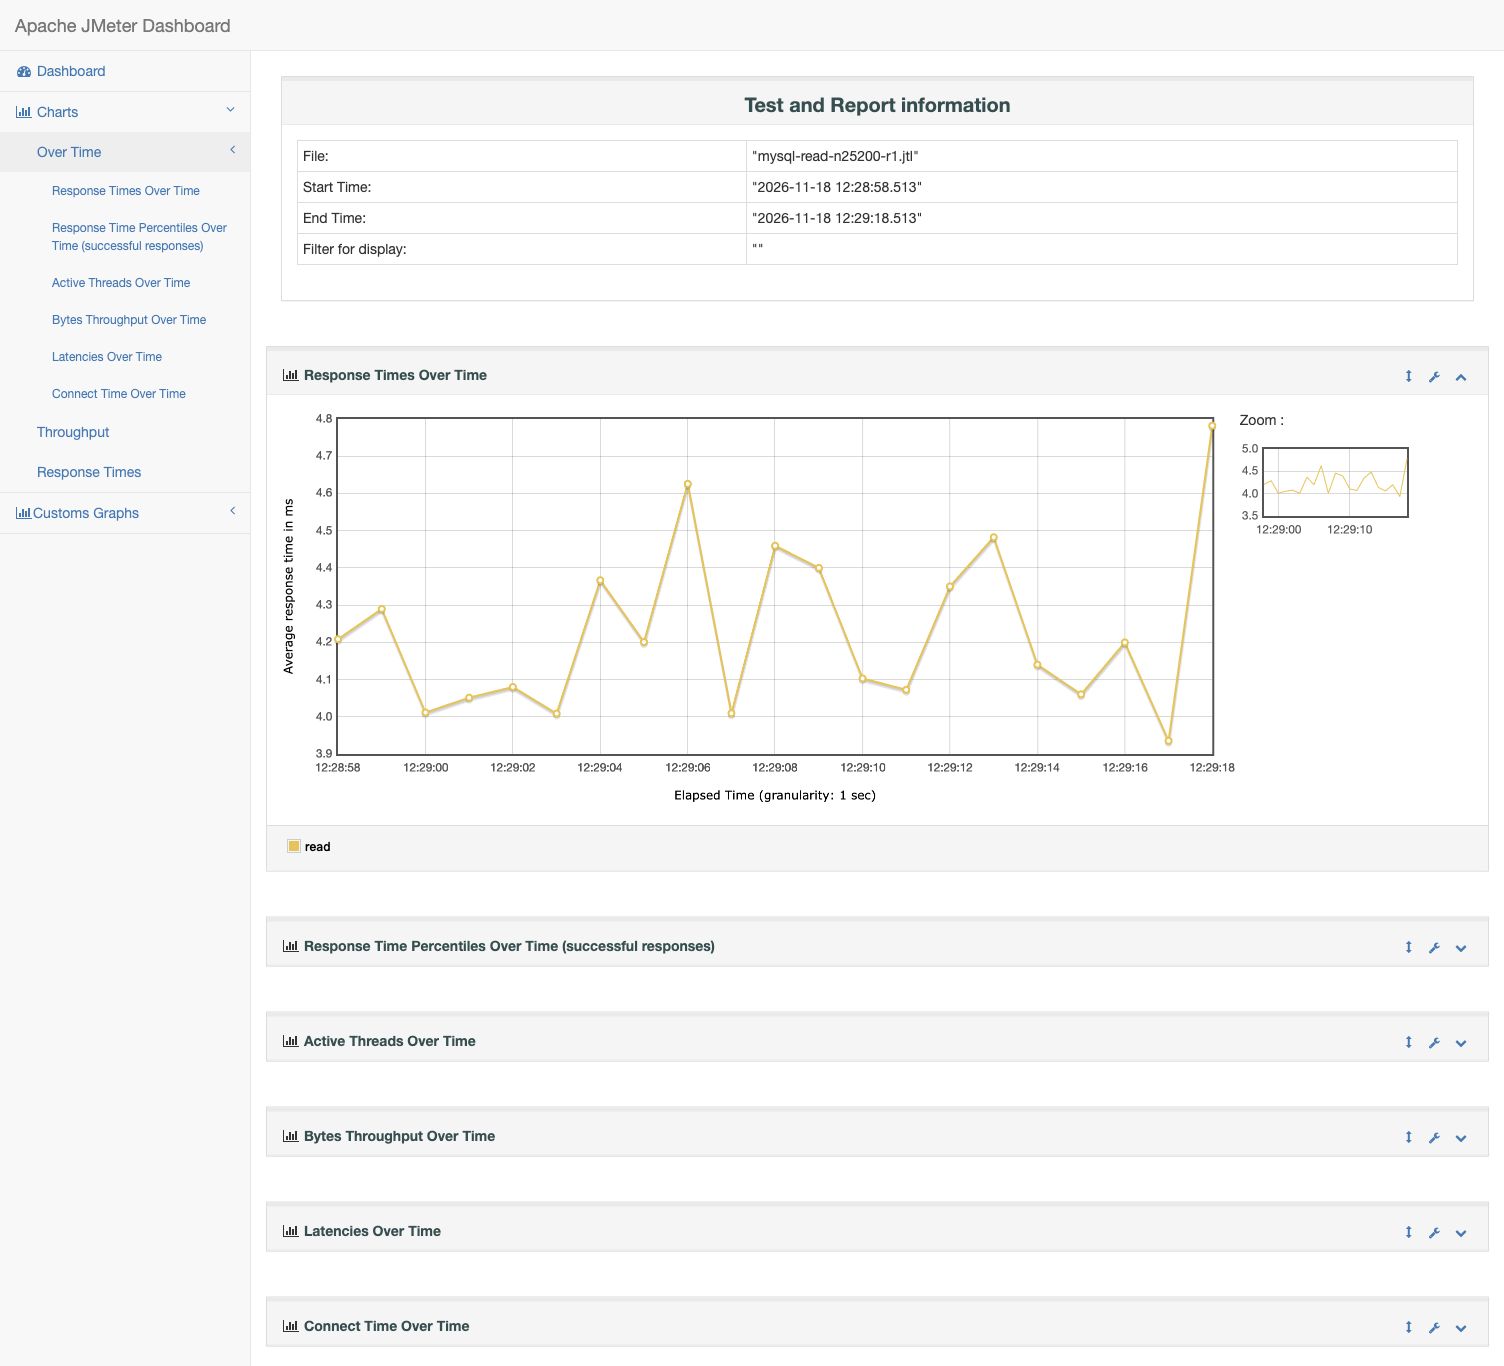 Apache JMeter Dashboard
Dashboard
Charts
Over Time
Response Times Over Time
Response Time Percentiles Over
Time (successful responses)
Active Threads Over Time
Bytes Throughput Over Time
Latencies Over Time
Connect Time Over Time
Throughput
Response Times
Customs Graphs
Test and Report information
File: "mysql-read-n25200-r1.jtl"
Start Time: "2026-11-18 12:28:58.513"
End Time: "2026-11-18 12:29:18.513"
Filter for display: ""
Response Times Over Time
Average response time in ms
4.8
4.7
4.6
4.5
4.4
4.3
4.2
4.1
4.0
3.9
12:28:58 12:29:00 12:29:02 12:29:04 12:29:06 12:29:08 12:29:10 12:29:12 12:29:14 12:29:16 12:29:18
Elapsed Time (granularity: 1 sec)
Zoom :
5.0
4.5
4.0
3.5
12:29:00 12:29:10
read
Response Time Percentiles Over Time (successful responses)
Active Threads Over Time
Bytes Throughput Over Time
Latencies Over Time
Connect Time Over Time